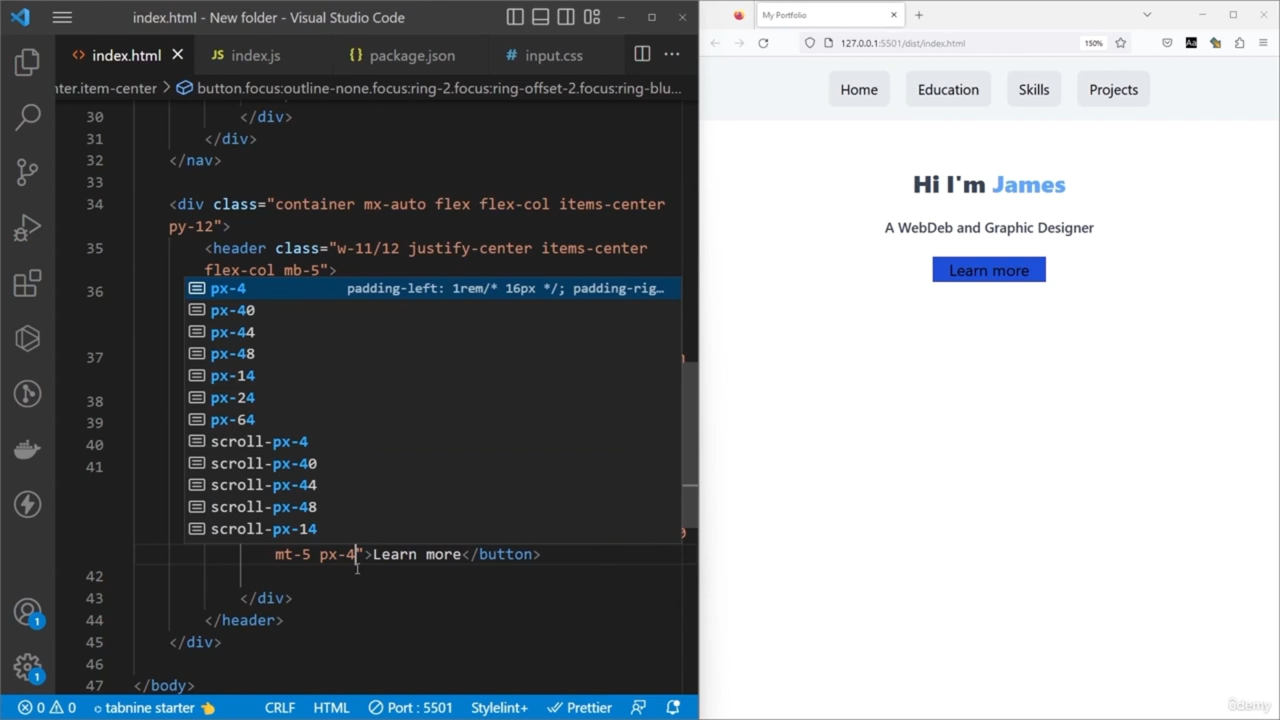 index.html - New folder - Visual Studio Code
index.html
index.js
package.json
input.css
nter.item-center > button.focus:outline-none.focus:ring-2.focus:ring-offset-2.focus:ring-blu...
30 </div>
31 </div>
32 </nav>
33
34 <div class="container mx-auto flex flex-col items-center
py-12">
35 <header class="w-11/12 justify-center items-center
flex-col mb-5">
36
px-4 padding-left: 1rem/* 16px */; padding-rig...
px-40
px-44
px-48
37
px-14
px-24
38
px-64
39
scroll-px-4
40
scroll-px-40
41
scroll-px-44
scroll-px-48
scroll-px-14
mt-5 px-4">Learn more</button>
42
43 </div>
44 </header>
45 </div>
46
47 </body>
1
1
0 0 tabnine starter
CRLF
HTML
Port : 5501
Stylelint+
Prettier
My Portfolio
127.0.0.1:5501/dist/index.html
150%
Aa
Home
Education
Skills
Projects
Hi I'm James
A WebDeb and Graphic Designer
Learn more
ûdemy